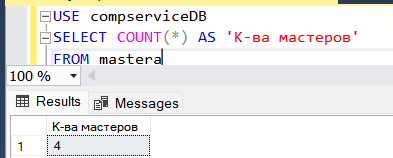 USE compserviceDB
SELECT COUNT(*) AS 'К-ва мастеров'
FROM mastera
100 %
Results Messages
К-ва мастеров
1 4